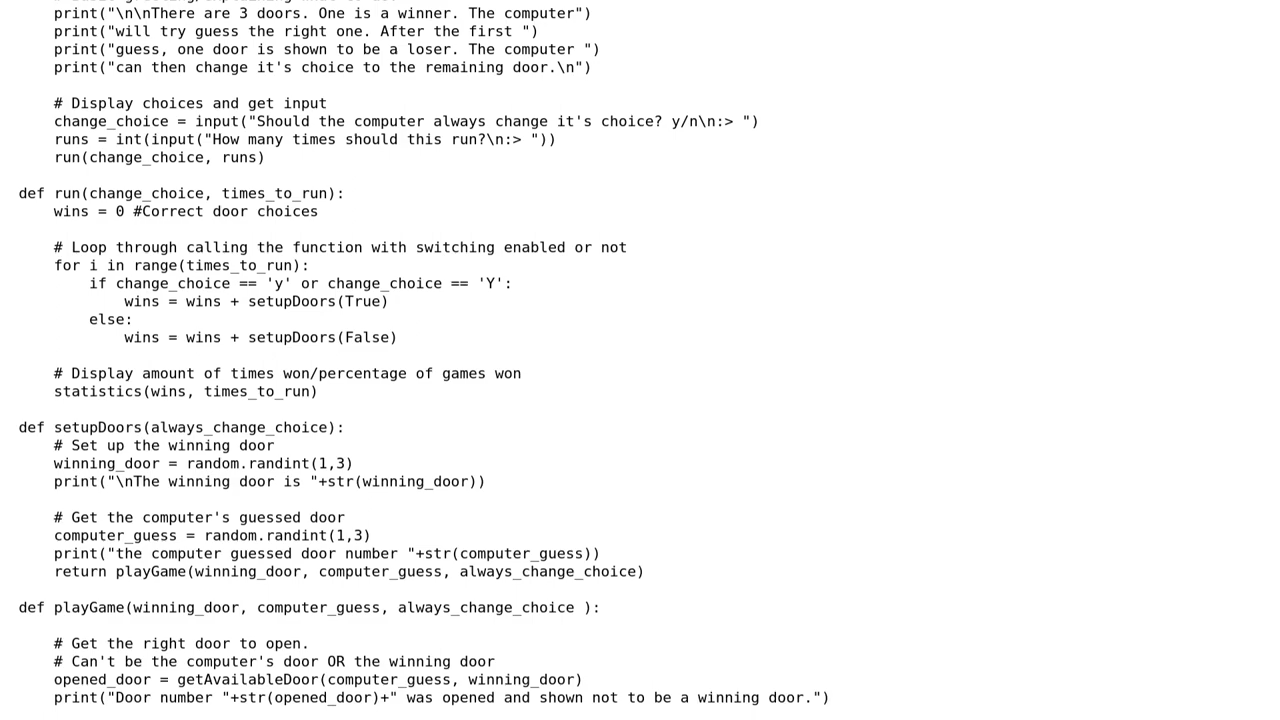 print("\n\nThere are 3 doors. One is a winner. The computer")
    print("will try guess the right one. After the first ")
    print("guess, one door is shown to be a loser. The computer ")
    print("can then change it's choice to the remaining door.\n")

    # Display choices and get input
    change_choice = input("Should the computer always change it's choice? y/n\n:> ")
    runs = int(input("How many times should this run?\n:> "))
    run(change_choice, runs)

def run(change_choice, times_to_run):
    wins = 0 #Correct door choices

    # Loop through calling the function with switching enabled or not
    for i in range(times_to_run):
        if change_choice == 'y' or change_choice == 'Y':
            wins = wins + setupDoors(True)
        else:
            wins = wins + setupDoors(False)

    # Display amount of times won/percentage of games won
    statistics(wins, times_to_run)

def setupDoors(always_change_choice):
    # Set up the winning door
    winning_door = random.randint(1,3)
    print("\nThe winning door is "+str(winning_door))

    # Get the computer's guessed door
    computer_guess = random.randint(1,3)
    print("the computer guessed door number "+str(computer_guess))
    return playGame(winning_door, computer_guess, always_change_choice)

def playGame(winning_door, computer_guess, always_change_choice ):

    # Get the right door to open.
    # Can't be the computer's door OR the winning door
    opened_door = getAvailableDoor(computer_guess, winning_door)
    print("Door number "+str(opened_door)+" was opened and shown not to be a winning door.")